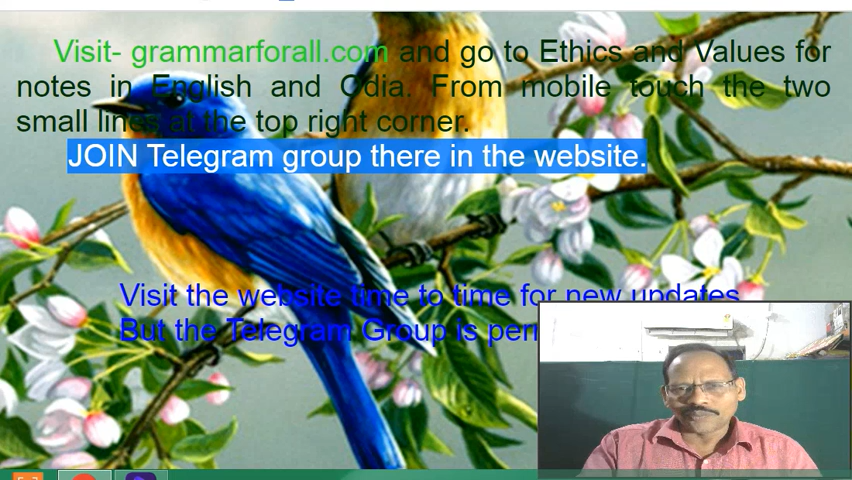 Visit- grammarforall.com and go to Ethics and Values for
notes in English and Odia. From mobile touch the two
small lines at the top right corner.
JOIN Telegram group there in the website.
Visit the website time to time for new updates
But the Telegram Group is